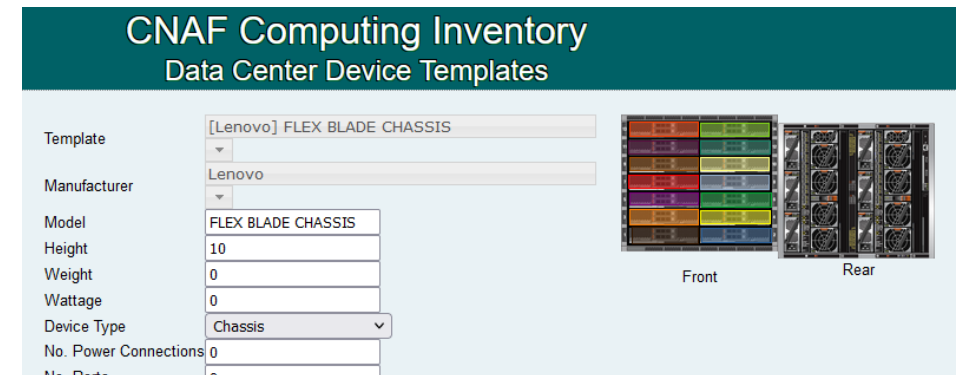 CNAF Computing Inventory
Data Center Device Templates
Template
[Lenovo] FLEX BLADE CHASSIS
Manufacturer
Lenovo
Model
FLEX BLADE CHASSIS
Height
10
Weight
0
Wattage
0
Device Type
Chassis
No. Power Connections
0
Front
Rear